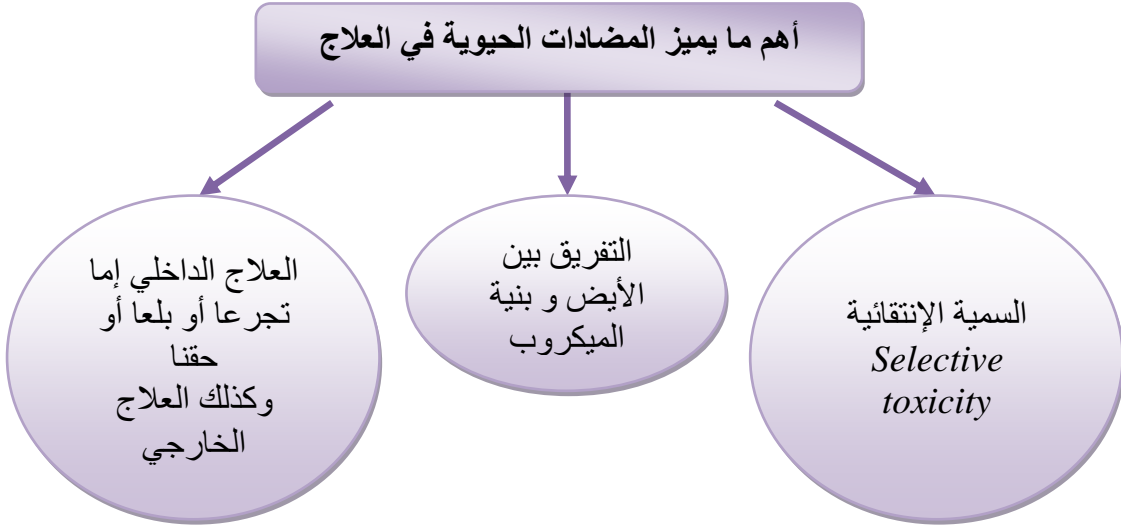 أهم ما يميز المضادات الحيوية في العلاج
السمية الإنتقائية
Selective
toxicity
التفريق بين
الأيض و بنية
الميكروب
العلاج الداخلي إما
تجرعا أو بلعا أو
حقنا
وكذلك العلاج
الخارجي